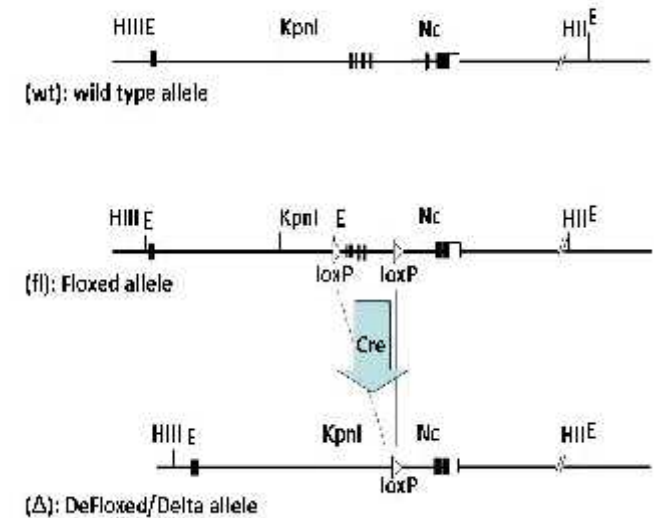 HIIIE KpnI Nc HII E
(wt): wild type allele
HIII E KpnI E Nc HII E
loxP loxP
(fl): Floxed allele
Cre
HIII E KpnI Nc HII E
loxP
(Δ): DeFloxed/Delta allele